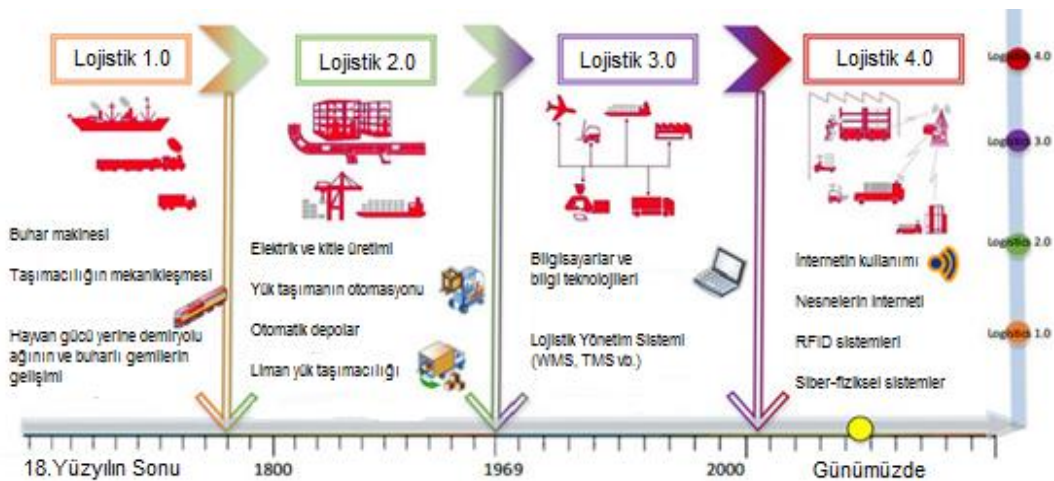 Lojistik 1.0
Lojistik 2.0
Lojistik 3.0
Lojistik 4.0
Buhar makinesi
Taşımacılığın mekanikleşmesi
Hayvan gücü yerine demiryolu
ağının ve buharlı gemilerin
gelişimi
Elektrik ve kitle üretimi
Yük taşımanın otomasyonu
Otomatik depolar
Liman yük taşımacılığı
Bilgisayarlar ve
bilgi teknolojileri
Lojistik Yönetim Sistemi
(WMS, TMS vb.)
İnternetin kullanımı
Nesnelerin interneti
RFID sistemleri
Siber-fiziksel sistemler
Logistics 4.0
Logistics 3.0
Logistics 2.0
Logistics 1.0
18.Yüzyılın Sonu
1800
1969
2000
Günümüzde